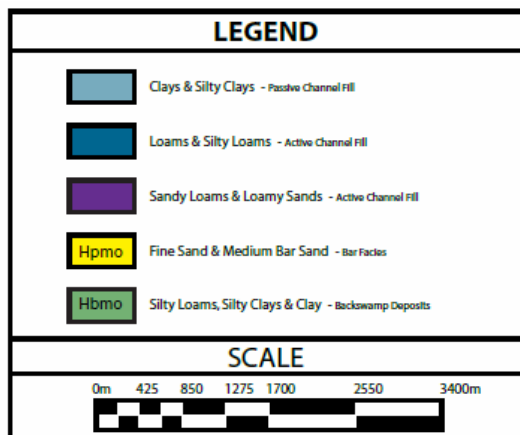 LEGEND
Clays & Silty Clays - Passive Channel Fill
Loams & Silty Loams - Active Channel Fill
Sandy Loams & Loamy Sands - Active Channel Fill
Hpmo Fine Sand & Medium Bar Sand - Bar Facies
Hbmo Silty Loams, Silty Clays & Clay - Backswamp Deposits
SCALE
0m 425 850 1275 1700 2550 3400m